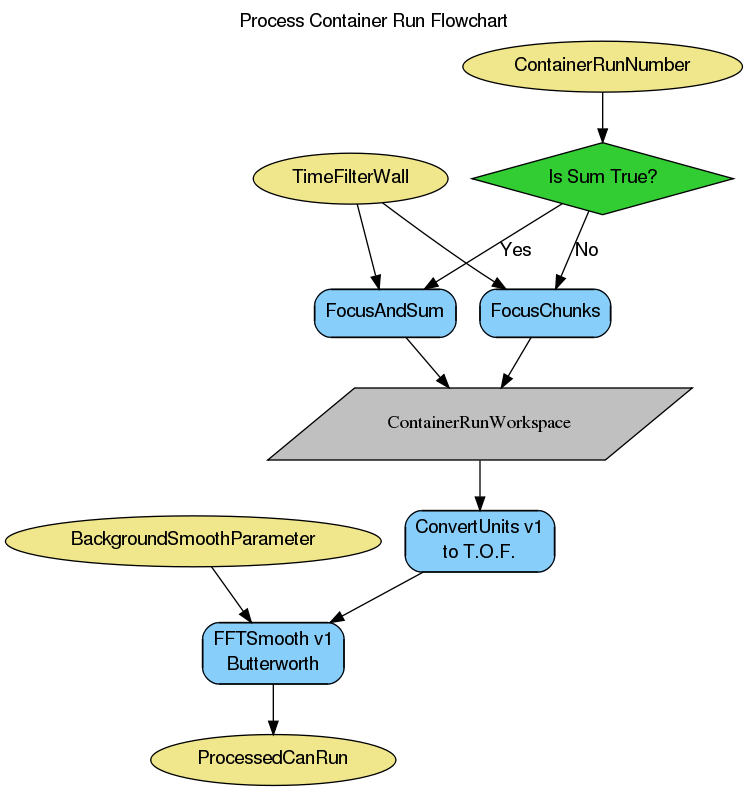 Process Container Run Flowchart
ContainerRunNumber
TimeFilterWall
Is Sum True?
Yes
No
FocusAndSum
FocusChunks
ContainerRunWorkspace
ConvertUnits v1
to T.O.F.
BackgroundSmoothParameter
FFTSmooth v1
Butterworth
ProcessedCanRun